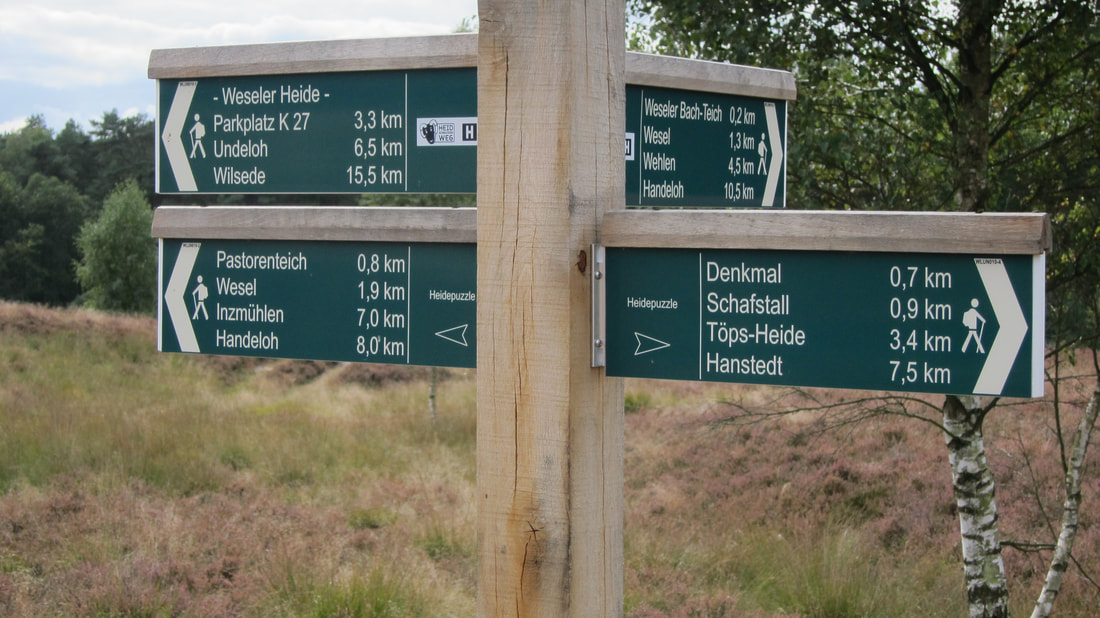 - Weseler Heide -
Parkplatz K 27 3,3 km
Undeloh 6,5 km
Wilsede 15,5 km
HEID
WEG
H
Weseler Bach-Teich 0,2 km
Wesel 1,3 km
Wehlen 4,5 km
Handeloh 10,5 km
H
Pastorenteich 0,8 km
Wesel 1,9 km
Inzmühlen 7,0 km
Handeloh 8,0 km
Heidepuzzle
Heidepuzzle
Denkmal 0,7 km
Schafstall 0,9 km
Töps-Heide 3,4 km
Hanstedt 7,5 km